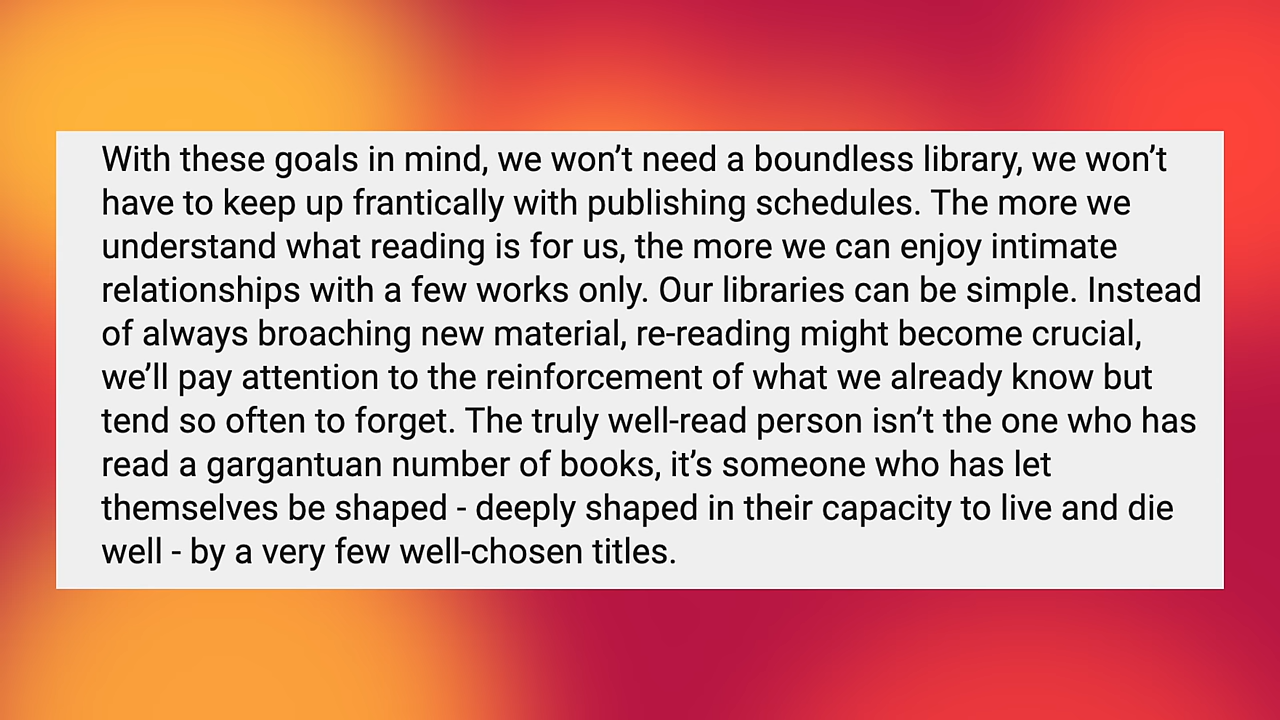 With these goals in mind, we won’t need a boundless library, we won’t
have to keep up frantically with publishing schedules. The more we
understand what reading is for us, the more we can enjoy intimate
relationships with a few works only. Our libraries can be simple. Instead
of always broaching new material, re-reading might become crucial,
we’ll pay attention to the reinforcement of what we already know but
tend so often to forget. The truly well-read person isn’t the one who has
read a gargantuan number of books, it’s someone who has let
themselves be shaped - deeply shaped in their capacity to live and die
well - by a very few well-chosen titles.